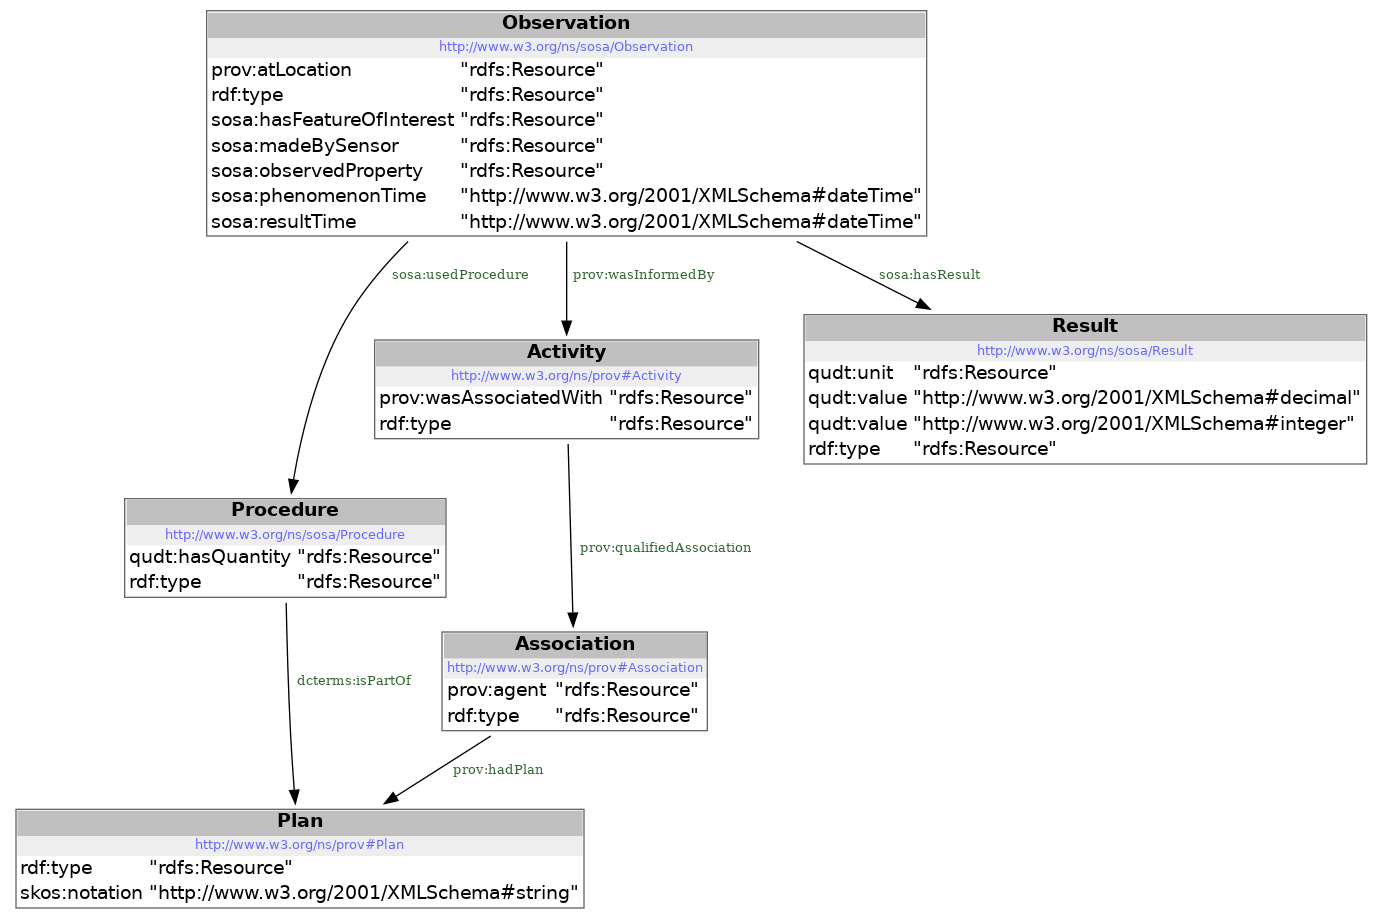 Observation
http://www.w3.org/ns/sosa/Observation
prov:atLocation "rdfs:Resource"
rdf:type "rdfs:Resource"
sosa:hasFeatureOfInterest "rdfs:Resource"
sosa:madeBySensor "rdfs:Resource"
sosa:observedProperty "rdfs:Resource"
sosa:phenomenonTime "http://www.w3.org/2001/XMLSchema#dateTime"
sosa:resultTime "http://www.w3.org/2001/XMLSchema#dateTime"
sosa:usedProcedure
prov:wasInformedBy
sosa:hasResult
Activity
http://www.w3.org/ns/prov#Activity
prov:wasAssociatedWith "rdfs:Resource"
rdf:type "rdfs:Resource"
Result
http://www.w3.org/ns/sosa/Result
qudt:unit "rdfs:Resource"
qudt:value "http://www.w3.org/2001/XMLSchema#decimal"
qudt:value "http://www.w3.org/2001/XMLSchema#integer"
rdf:type "rdfs:Resource"
Procedure
http://www.w3.org/ns/sosa/Procedure
qudt:hasQuantity "rdfs:Resource"
rdf:type "rdfs:Resource"
prov:qualifiedAssociation
Association
http://www.w3.org/ns/prov#Association
prov:agent "rdfs:Resource"
rdf:type "rdfs:Resource"
dcterms:isPartOf
prov:hadPlan
Plan
http://www.w3.org/ns/prov#Plan
rdf:type "rdfs:Resource"
skos:notation "http://www.w3.org/2001/XMLSchema#string"